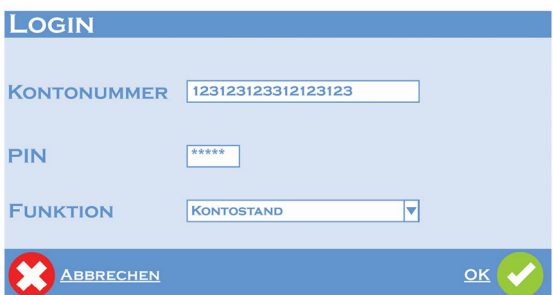 LOGIN
KONTONUMMER 123123123312123123
PIN *****
FUNKTION KONTOSTAND
ABBRECHEN OK